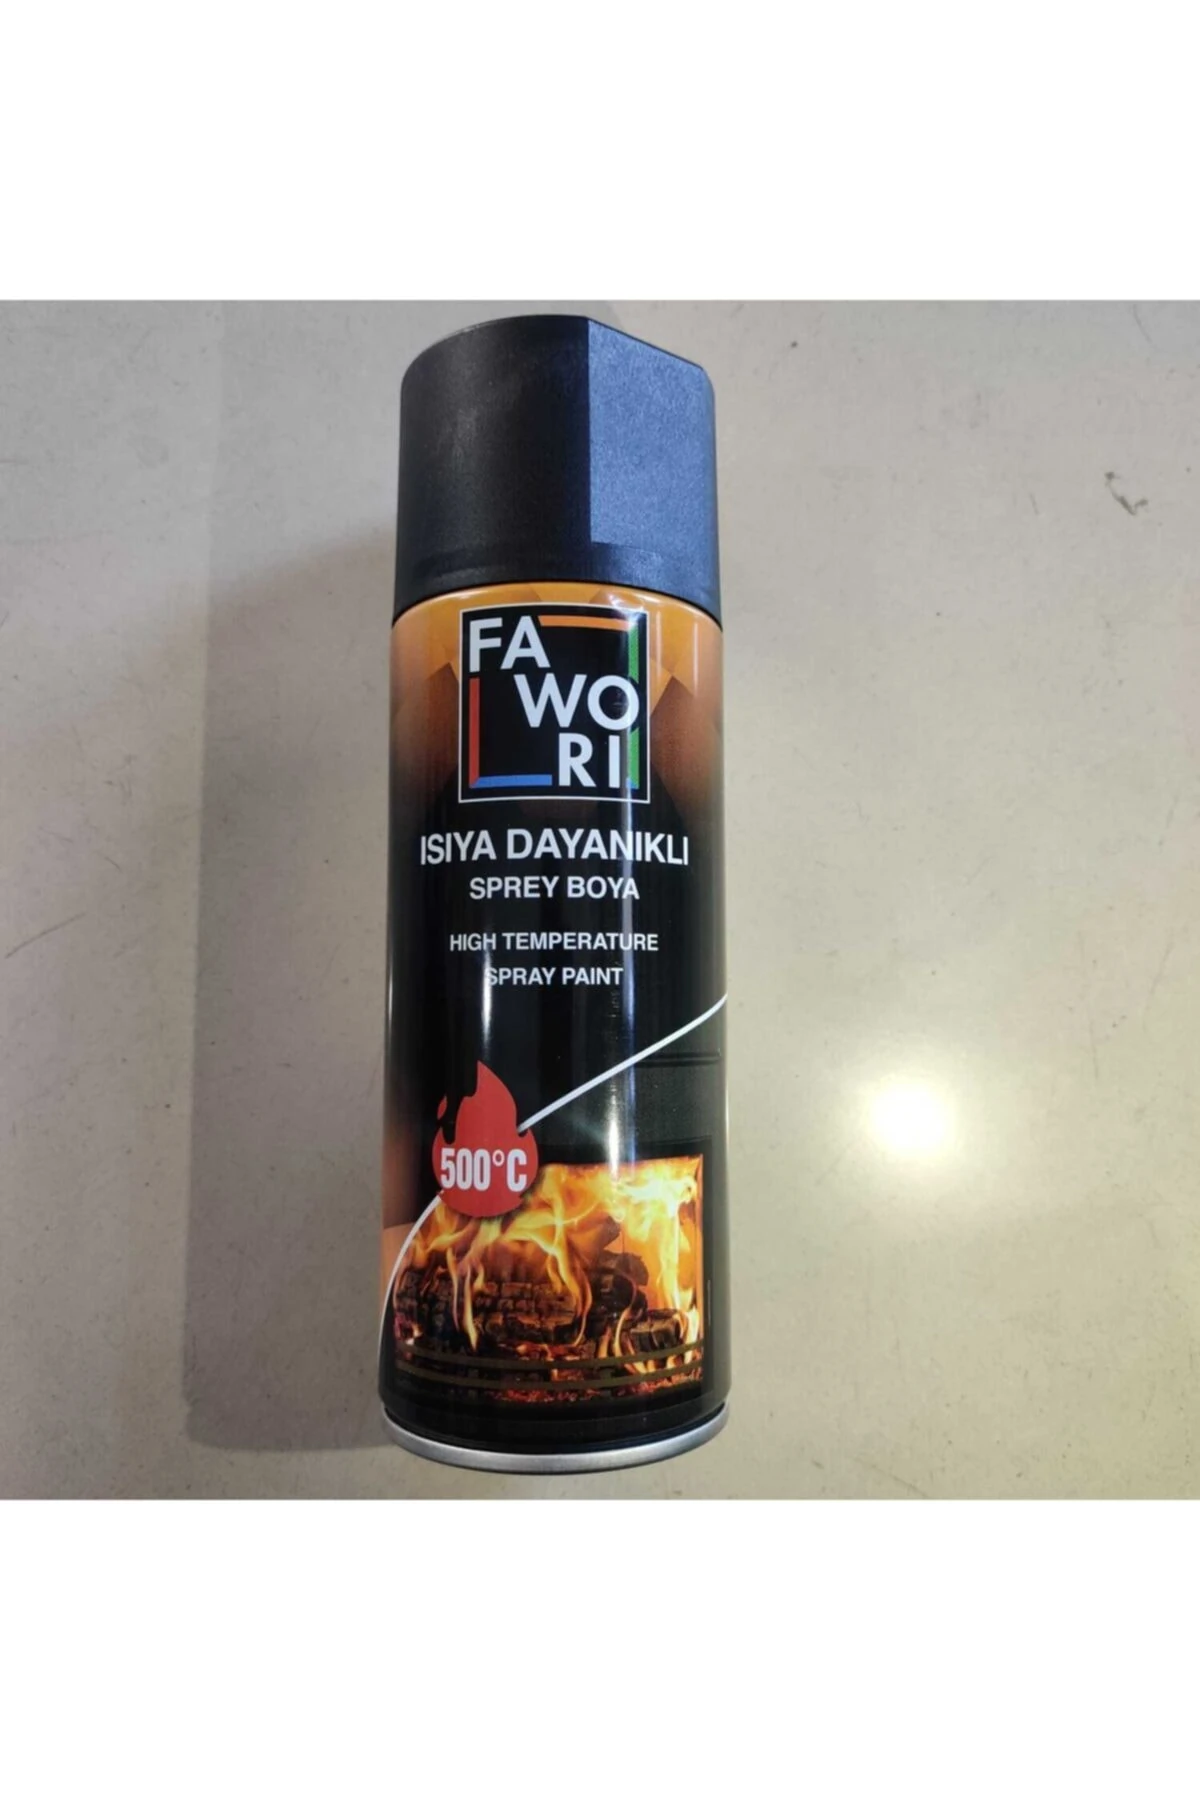 FA
WO
RI
ISIYA DAYANIKLI
SPREY BOYA
HIGH TEMPERATURE
SPRAY PAINT
500°C